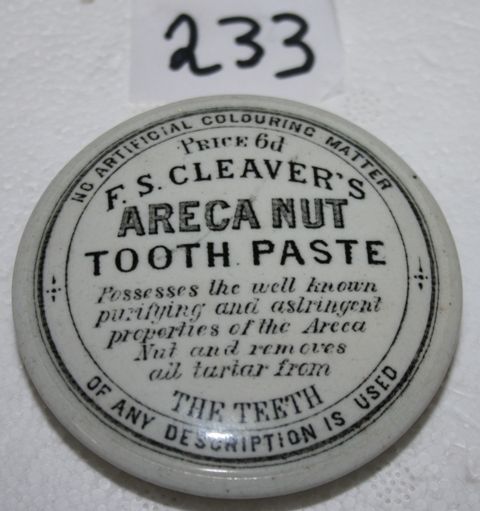 233
NO ARTIFICIAL COLOURING MATTER
PRICE 6d
F. S. CLEAVER'S
ARECA NUT
TOOTH PASTE
Possesses the well known
purifying and astringent
properties of the Areca
Nut and removes
all tartar from
THE TEETH
OF ANY DESCRIPTION IS USED